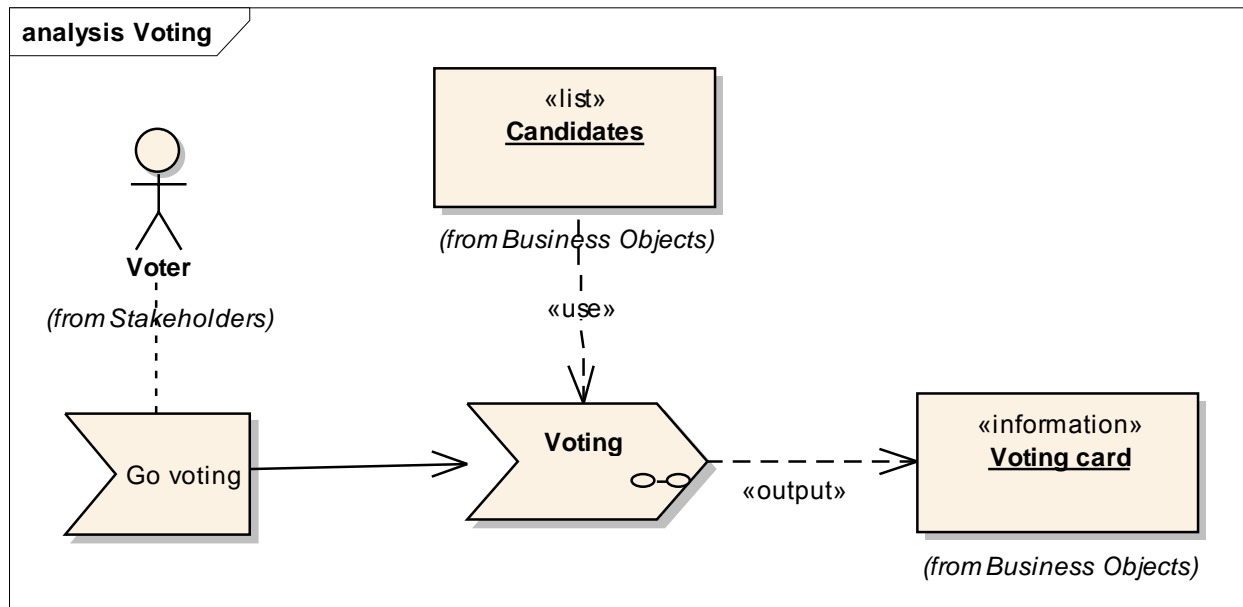 analysis Voting
«list»
Candidates
(from Business Objects)
Voter
(from Stakeholders)
«use»
Go voting
Voting
«output»
«information»
Voting card
(from Business Objects)